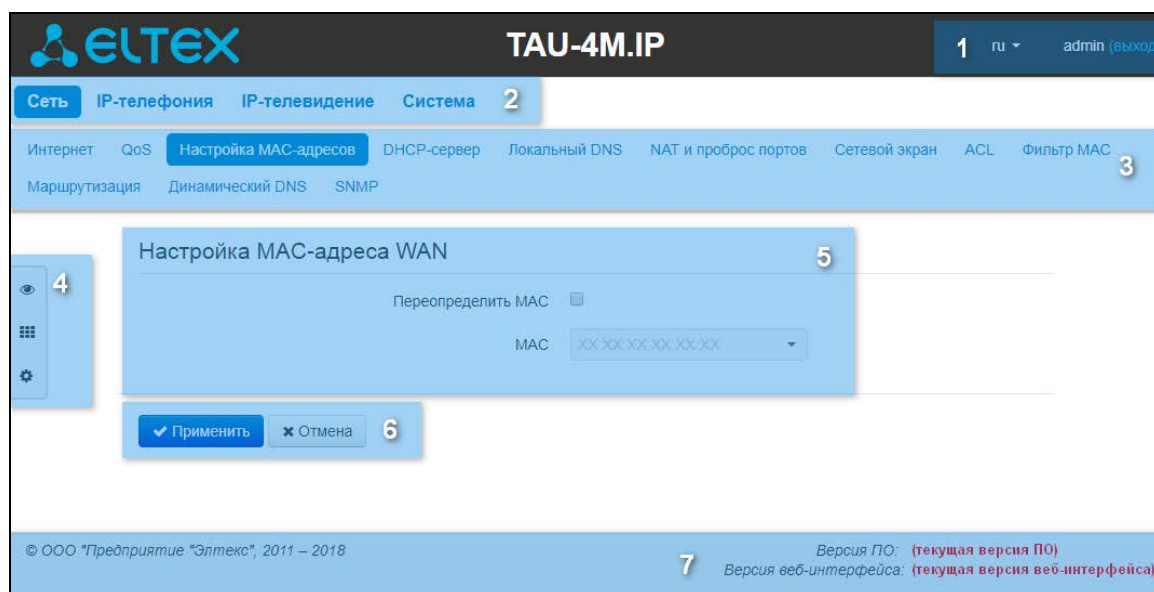 ELTEX TAU-4M.IP 1 ru admin (выход
Сеть IP-телефония IP-телевидение Система 2
Интернет QoS Настройка MAC-адресов DHCP-сервер Локальный DNS NAT и проброс портов Сетевой экран ACL Фильтр MAC 3
Маршрутизация Динамический DNS SNMP
Настройка MAC-адреса WAN 5
4
Переопределить MAC
MAC XX:XX:XX:XX:XX:XX
Применить Отмена 6
© ООО "Предприятие "Элтекс", 2011 – 2018
7
Версия ПО: (текущая версия ПО)
Версия веб-интерфейса: (текущая версия веб-интерфейса)